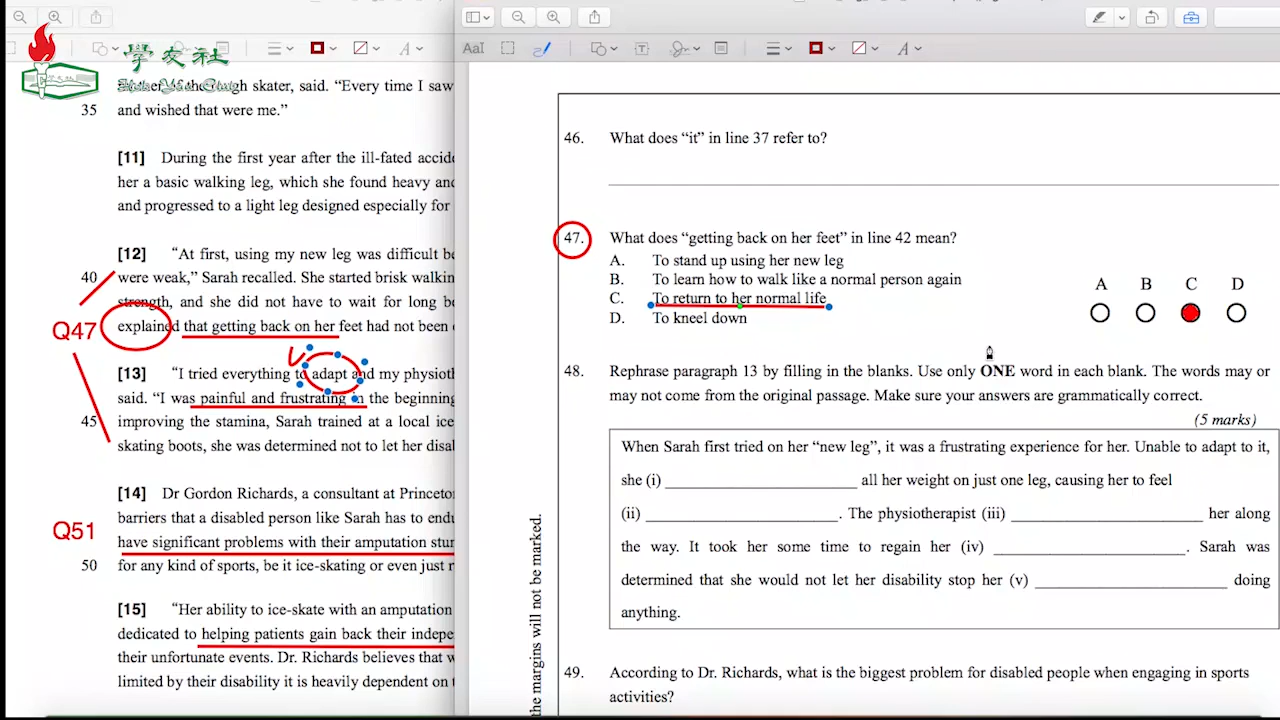 學友社
AaI
T
A
A
Father of the tough skater, said. “Every time I saw
35 and wished that were me.”
[11] During the first year after the ill-fated accid
her a basic walking leg, which she found heavy an
and progressed to a light leg designed especially for
[12] “At first, using my new leg was difficult be
40 were weak,” Sarah recalled. She started brisk walkin
strength, and she did not have to wait for long b
Q47 explained that getting back on her feet had not been
[13] “I tried everything to adapt and my physiot
said. “I was painful and frustrating in the beginning
45 improving the stamina, Sarah trained at a local ice
skating boots, she was determined not to let her disa
[14] Dr Gordon Richards, a consultant at Princeto
barriers that a disabled person like Sarah has to end
Q51 have significant problems with their amputation stu
50 for any kind of sports, be it ice-skating or even just
[15] “Her ability to ice-skate with an amputation
dedicated to helping patients gain back their indepe
their unfortunate events. Dr. Richards believes that w
limited by their disability it is heavily dependent on
46. What does “it” in line 37 refer to?
47. What does “getting back on her feet” in line 42 mean?
A. To stand up using her new leg
B. To learn how to walk like a normal person again
C. To return to her normal life
D. To kneel down
A B C D
48. Rephrase paragraph 13 by filling in the blanks. Use only ONE word in each blank. The words may or
may not come from the original passage. Make sure your answers are grammatically correct.
(5 marks)
When Sarah first tried on her “new leg”, it was a frustrating experience for her. Unable to adapt to it,
she (i) all her weight on just one leg, causing her to feel
(ii) . The physiotherapist (iii) her along
the way. It took her some time to regain her (iv) . Sarah was
determined that she would not let her disability stop her (v) doing
anything.
49. According to Dr. Richards, what is the biggest problem for disabled people when engaging in sports
activities?
the margins will not be marked.